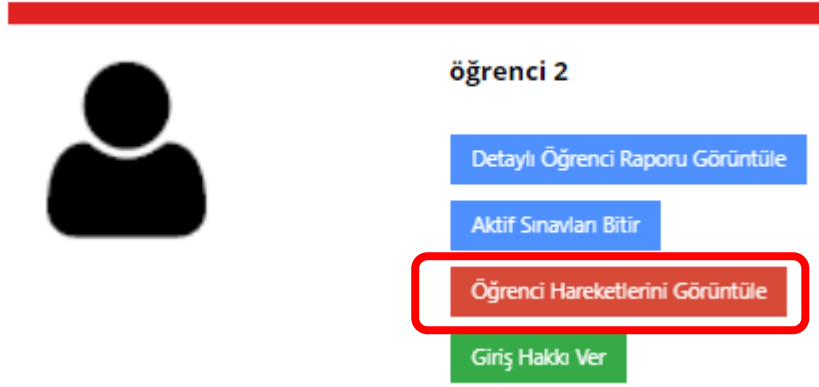 öğrenci 2
Detaylı Öğrenci Raporu Görüntüle
Aktif Sınavları Bitir
Öğrenci Hareketlerini Görüntüle
Giriş Hakkı Ver